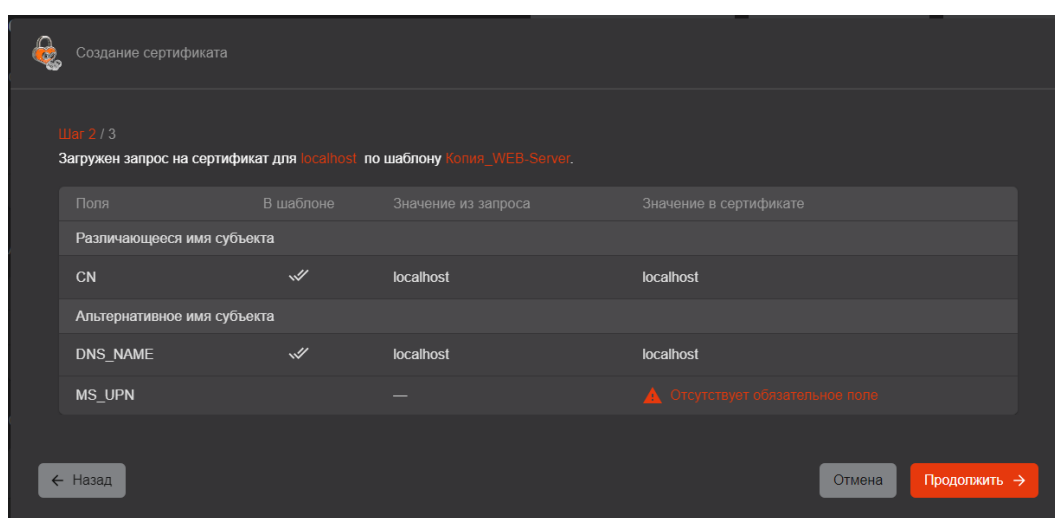 Создание сертификата
Шаг 2 / 3
Загружен запрос на сертификат для localhost по шаблону Копия_WEB-Server.
Поля В шаблоне Значение из запроса Значение в сертификате
Различающееся имя субъекта
CN localhost localhost
Альтернативное имя субъекта
DNS_NAME localhost localhost
MS_UPN — Отсутствует обязательное поле
← Назад Отмена Продолжить →